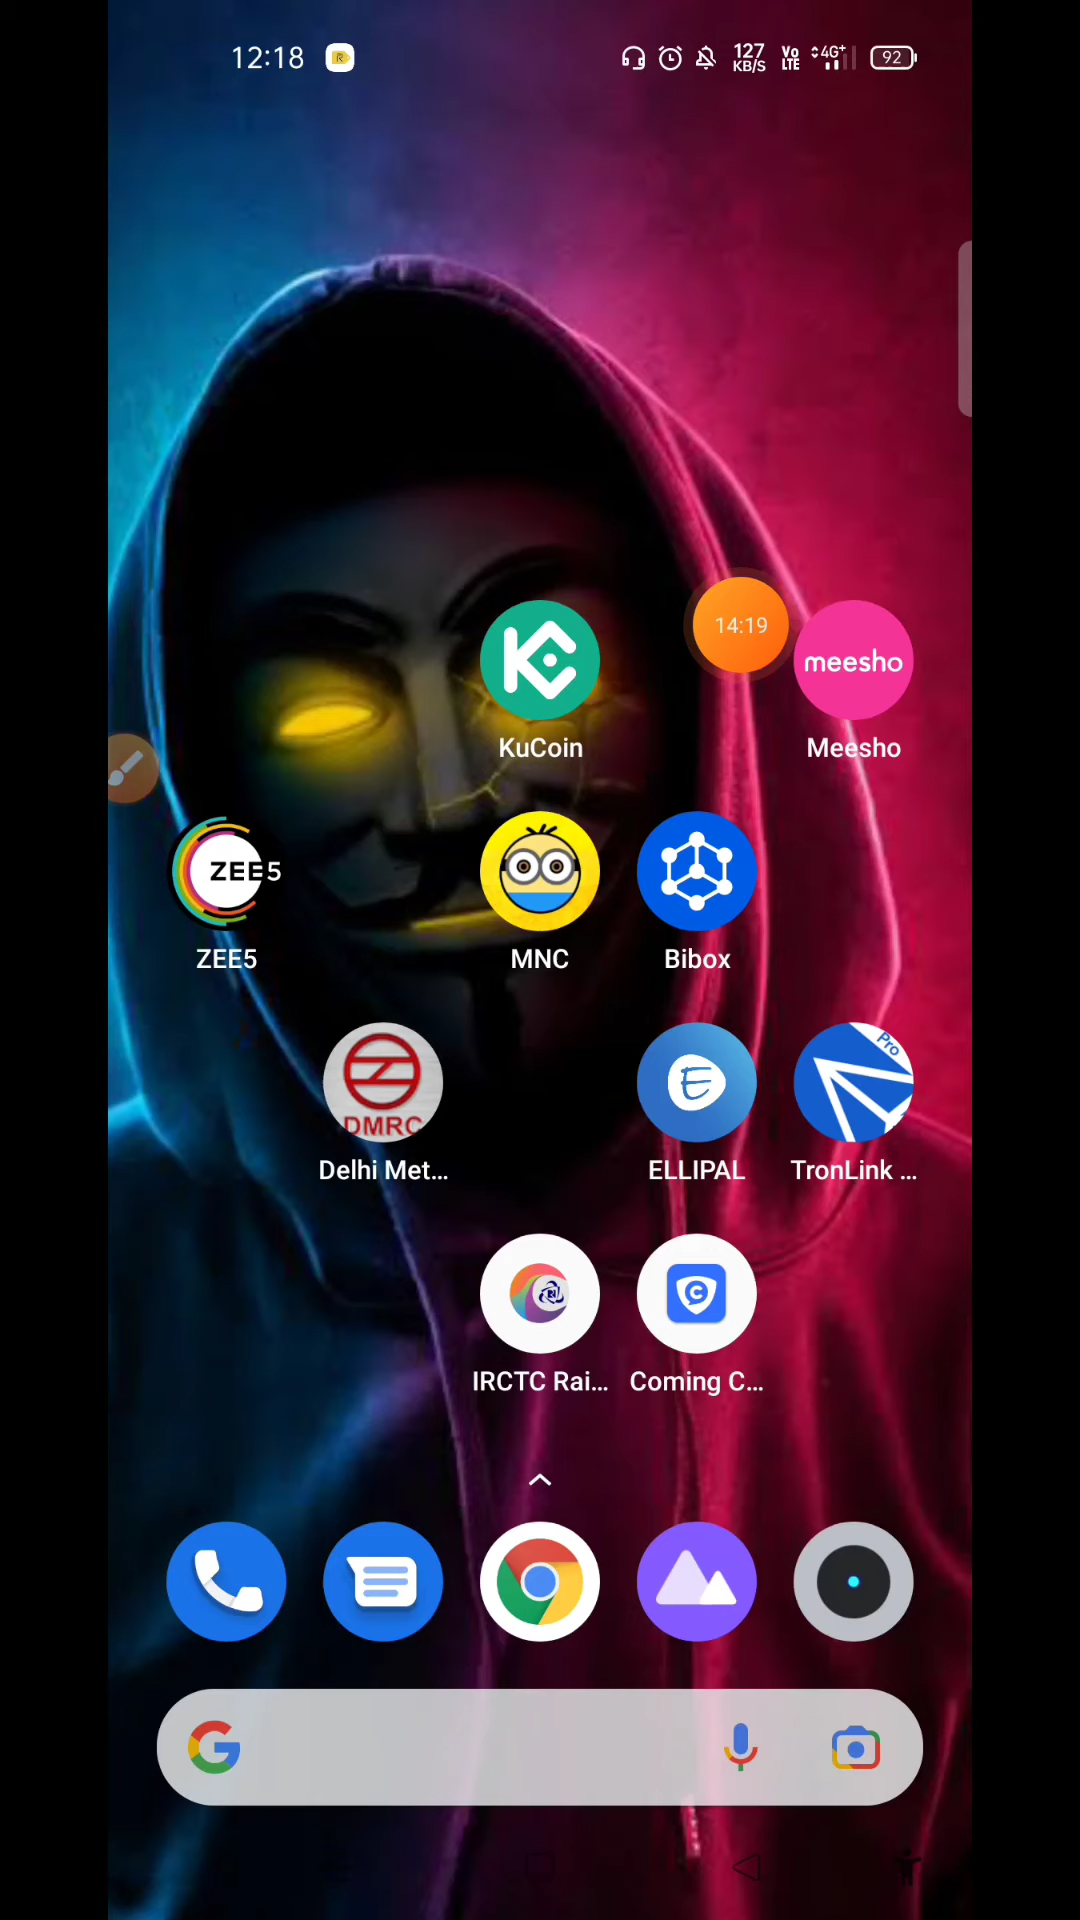 12:18
R
127
KB/S
Vo
LTE
4G+
92
14:19
meesho
KuCoin
Meesho
ZEE5
ZEE5
MNC
Bibox
DMRC
Pro
Delhi Met...
ELLIPAL
TronLink ...
IRCTC Rai...
Coming C...